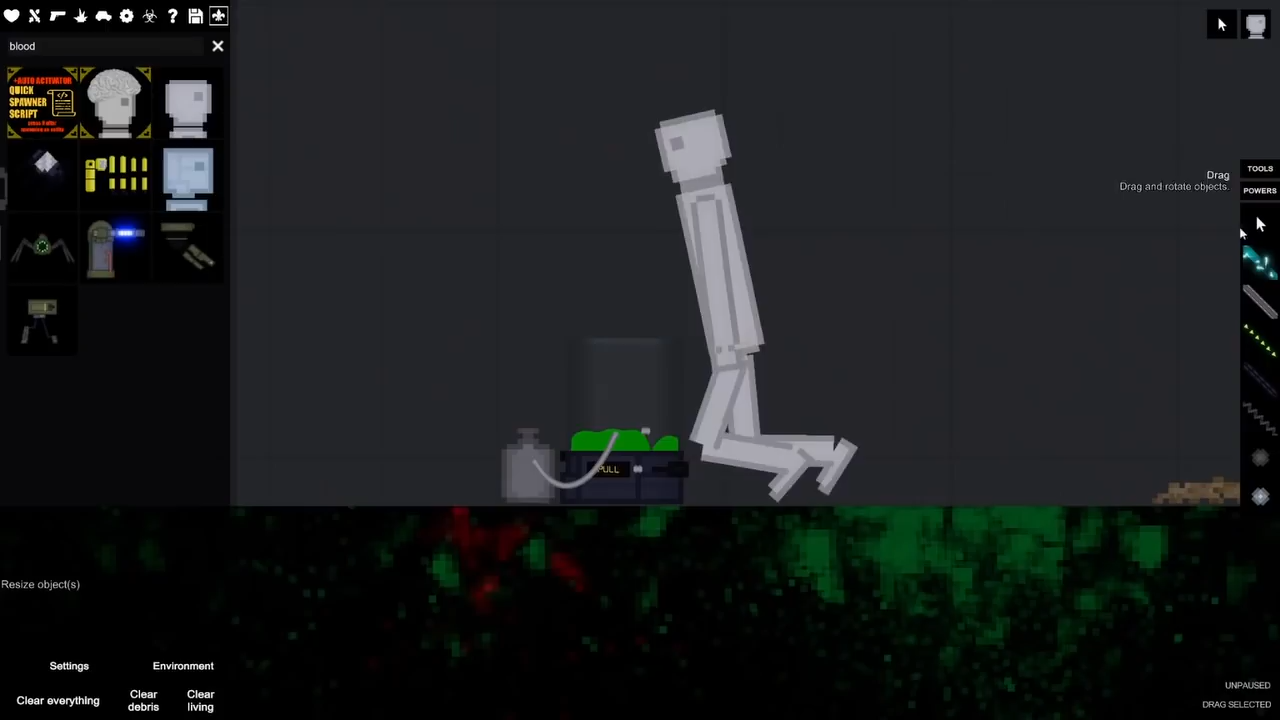 blood
+AUTO ACTIVATOR
QUICK
SPAWNER
SCRIPT
Drag
Drag and rotate objects.
TOOLS
POWERS
Resize object(s)
Settings
Environment
Clear everything
Clear
debris
Clear
living
UNPAUSED
DRAG SELECTED